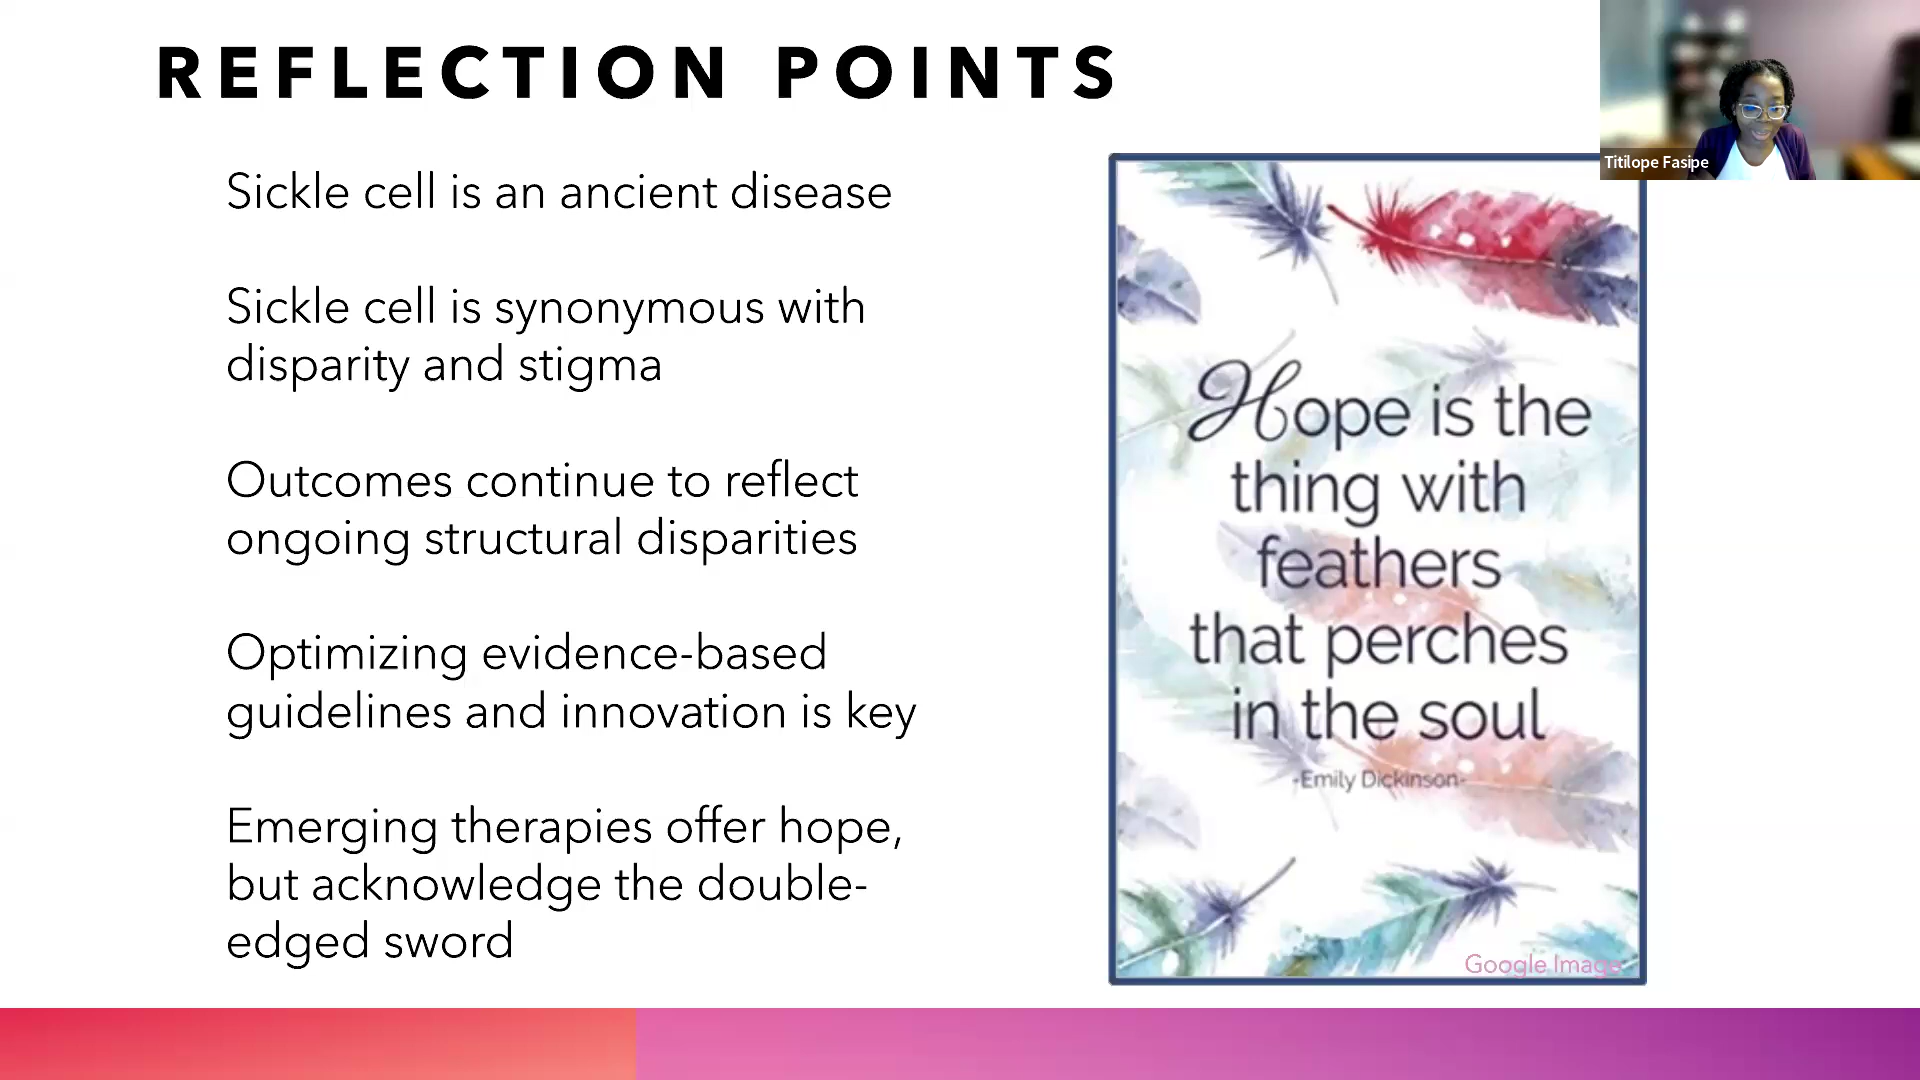 REFLECTION POINTS
Titilope Fasipe
Sickle cell is an ancient disease
Sickle cell is synonymous with
disparity and stigma
Outcomes continue to reflect
ongoing structural disparities
Optimizing evidence-based
guidelines and innovation is key
Emerging therapies offer hope,
but acknowledge the double-
edged sword
Hope is the
thing with
feathers
that perches
in the soul
-Emily Dickinson-
Google Image